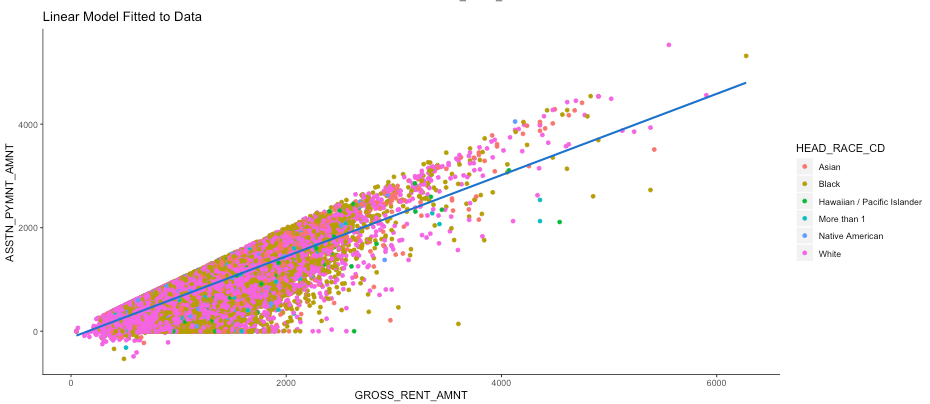 Linear Model Fitted to Data
ASSTN_PYMNT_AMNT
4000
2000
0
0
2000
4000
6000
GROSS_RENT_AMNT
HEAD_RACE_CD
Asian
Black
Hawaiian / Pacific Islander
More than 1
Native American
White